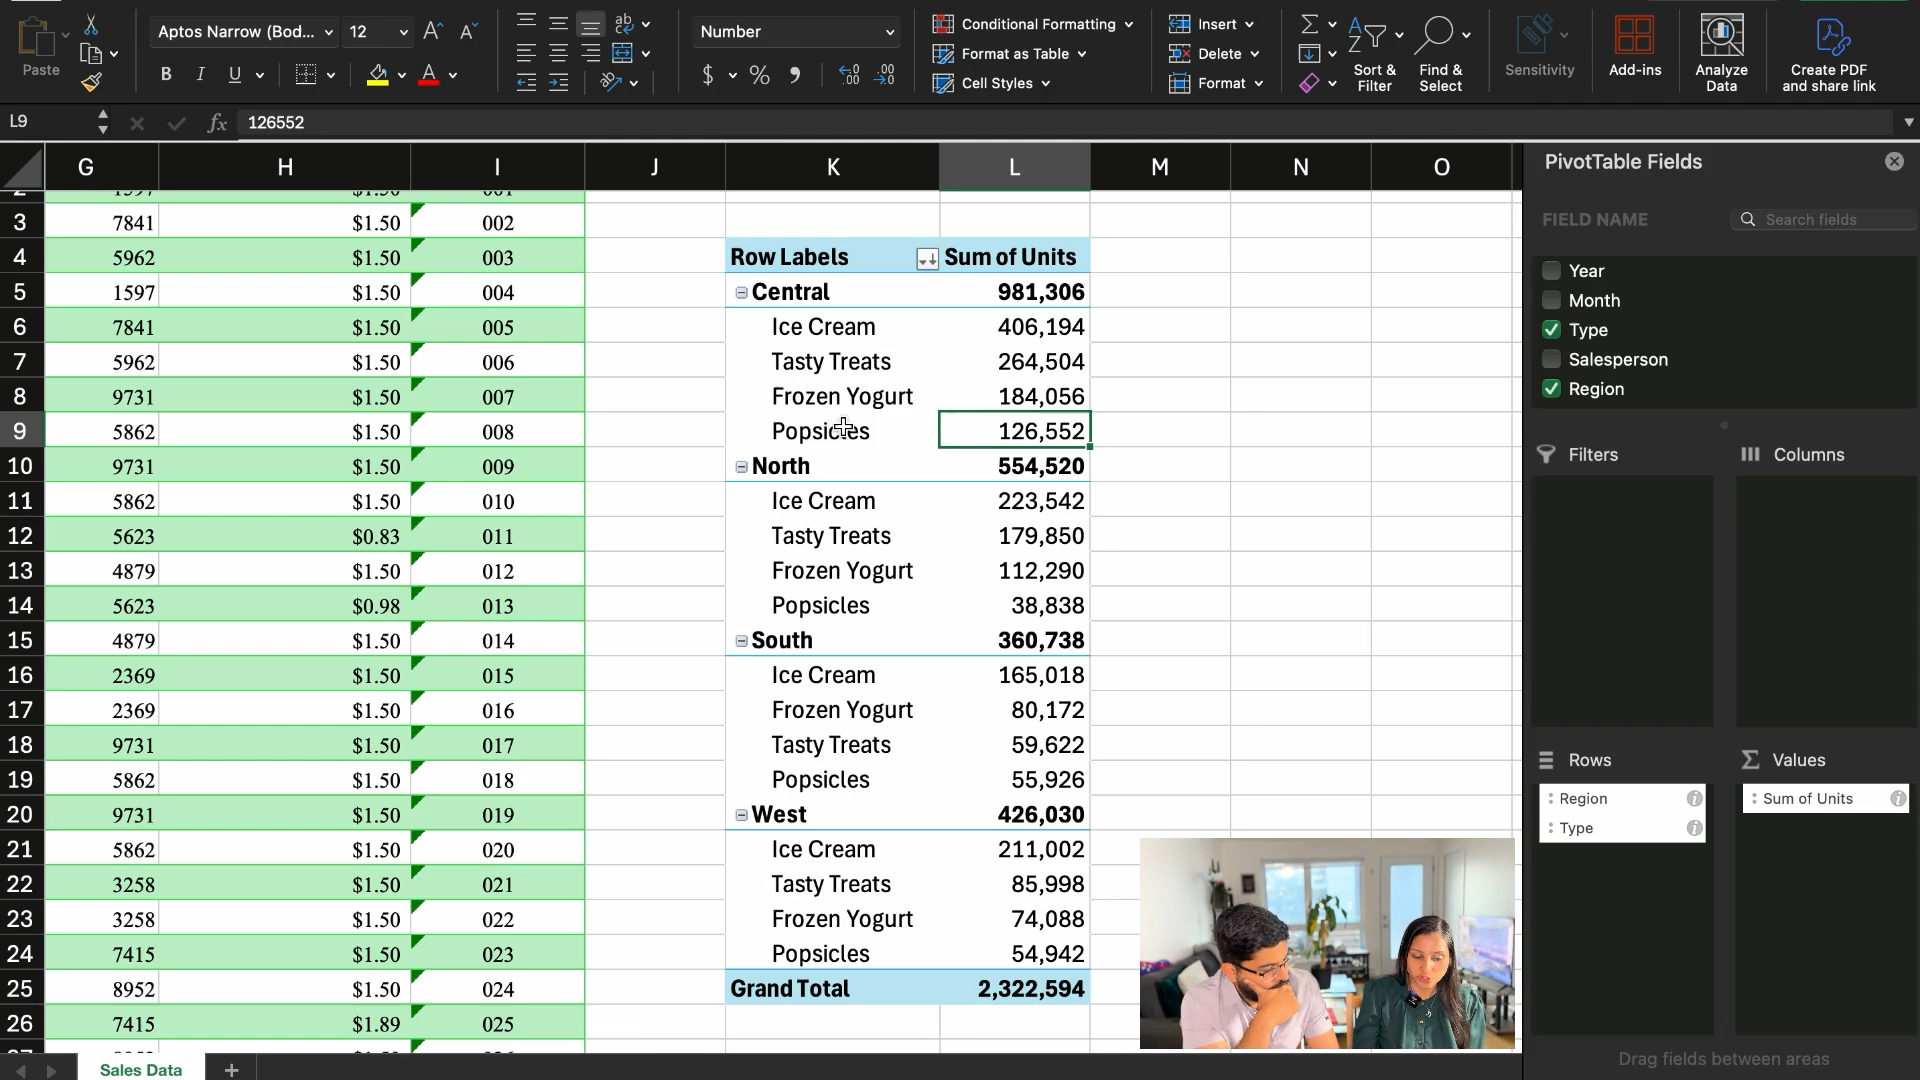 Paste
Aptos Narrow (Bod... 12
B I U
ab
Number
$ % 9
Conditional Formatting
Format as Table
Cell Styles
Insert
Delete
Format
Sort & Filter
Find & Select
Sensitivity
Add-ins
Analyze Data
Create PDF and share link
L9 fx 126552
G H I J K L M N O
3 7841 $1.50 002
4 5962 $1.50 003 Row Labels Sum of Units
5 1597 $1.50 004 Central 981,306
6 7841 $1.50 005 Ice Cream 406,194
7 5962 $1.50 006 Tasty Treats 264,504
8 9731 $1.50 007 Frozen Yogurt 184,056
9 5862 $1.50 008 Popsicles 126,552
10 9731 $1.50 009 North 554,520
11 5862 $1.50 010 Ice Cream 223,542
12 5623 $0.83 011 Tasty Treats 179,850
13 4879 $1.50 012 Frozen Yogurt 112,290
14 5623 $0.98 013 Popsicles 38,838
15 4879 $1.50 014 South 360,738
16 2369 $1.50 015 Ice Cream 165,018
17 2369 $1.50 016 Frozen Yogurt 80,172
18 9731 $1.50 017 Tasty Treats 59,622
19 5862 $1.50 018 Popsicles 55,926
20 9731 $1.50 019 West 426,030
21 5862 $1.50 020 Ice Cream 211,002
22 3258 $1.50 021 Tasty Treats 85,998
23 3258 $1.50 022 Frozen Yogurt 74,088
24 7415 $1.50 023 Popsicles 54,942
25 8952 $1.50 024 Grand Total 2,322,594
26 7415 $1.89 025
Sales Data +
PivotTable Fields
FIELD NAME Search fields
Year
Month
Type
Salesperson
Region
Filters Columns
Rows Values
Region Sum of Units
Type
Drag fields between areas